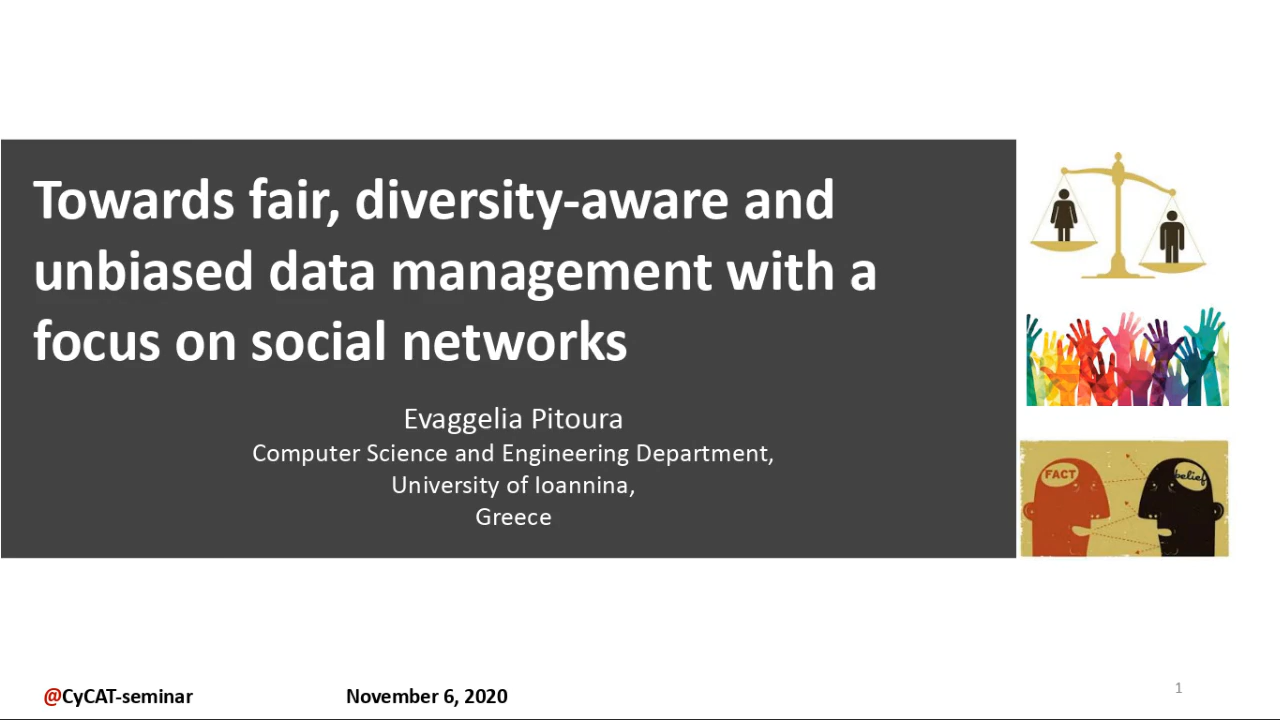 Towards fair, diversity-aware and
unbiased data management with a
focus on social networks
Evaggelia Pitoura
Computer Science and Engineering Department,
University of Ioannina,
Greece
FACT
belief
@CyCAT-seminar
November 6, 2020
1